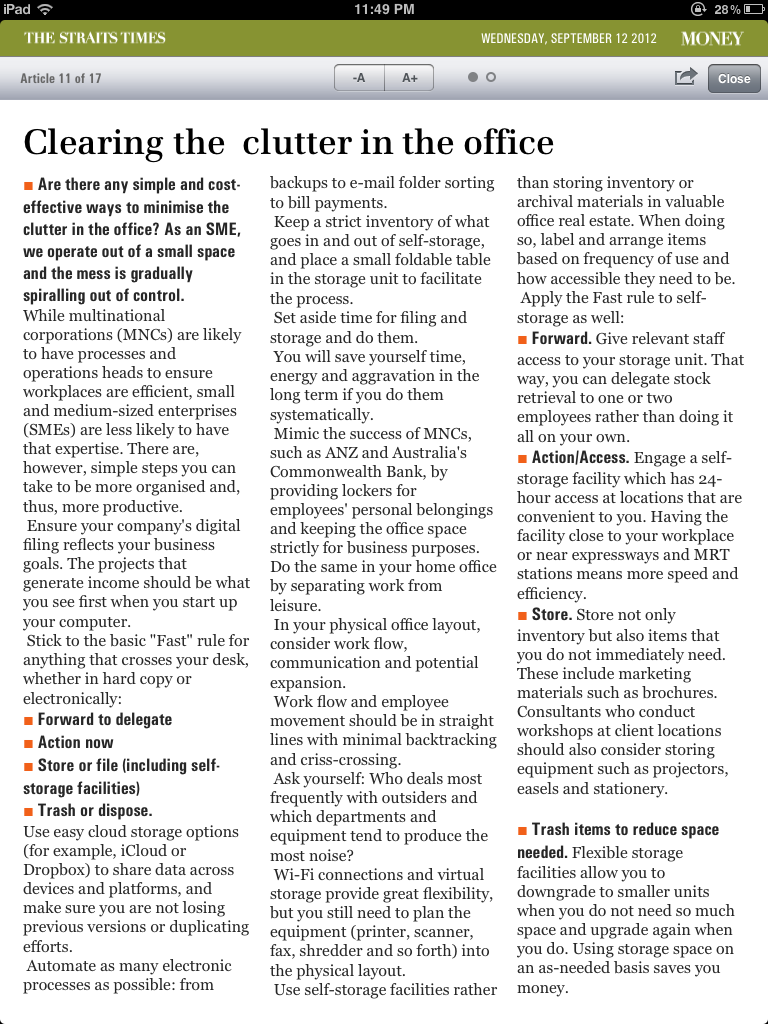 iPad 11:49 PM 28%
THE STRAITS TIMES WEDNESDAY, SEPTEMBER 12 2012 MONEY
Article 11 of 17 -A A+ Close
Clearing the clutter in the office
■ Are there any simple and cost-
effective ways to minimise the
clutter in the office? As an SME,
we operate out of a small space
and the mess is gradually
spiralling out of control.
While multinational
corporations (MNCs) are likely
to have processes and
operations heads to ensure
workplaces are efficient, small
and medium-sized enterprises
(SMEs) are less likely to have
that expertise. There are,
however, simple steps you can
take to be more organised and,
thus, more productive.
Ensure your company's digital
filing reflects your business
goals. The projects that
generate income should be what
you see first when you start up
your computer.
Stick to the basic "Fast" rule for
anything that crosses your desk,
whether in hard copy or
electronically:
■ Forward to delegate
■ Action now
■ Store or file (including self-
storage facilities)
■ Trash or dispose.
Use easy cloud storage options
(for example, iCloud or
Dropbox) to share data across
devices and platforms, and
make sure you are not losing
previous versions or duplicating
efforts.
Automate as many electronic
processes as possible: from
backups to e-mail folder sorting
to bill payments.
Keep a strict inventory of what
goes in and out of self-storage,
and place a small foldable table
in the storage unit to facilitate
the process.
Set aside time for filing and
storage and do them.
You will save yourself time,
energy and aggravation in the
long term if you do them
systematically.
Mimic the success of MNCs,
such as ANZ and Australia's
Commonwealth Bank, by
providing lockers for
employees' personal belongings
and keeping the office space
strictly for business purposes.
Do the same in your home office
by separating work from
leisure.
In your physical office layout,
consider work flow,
communication and potential
expansion.
Work flow and employee
movement should be in straight
lines with minimal backtracking
and criss-crossing.
Ask yourself: Who deals most
frequently with outsiders and
which departments and
equipment tend to produce the
most noise?
Wi-Fi connections and virtual
storage provide great flexibility,
but you still need to plan the
equipment (printer, scanner,
fax, shredder and so forth) into
the physical layout.
Use self-storage facilities rather
than storing inventory or
archival materials in valuable
office real estate. When doing
so, label and arrange items
based on frequency of use and
how accessible they need to be.
Apply the Fast rule to self-
storage as well:
■ Forward. Give relevant staff
access to your storage unit. That
way, you can delegate stock
retrieval to one or two
employees rather than doing it
all on your own.
■ Action/Access. Engage a self-
storage facility which has 24-
hour access at locations that are
convenient to you. Having the
facility close to your workplace
or near expressways and MRT
stations means more speed and
efficiency.
■ Store. Store not only
inventory but also items that
you do not immediately need.
These include marketing
materials such as brochures.
Consultants who conduct
workshops at client locations
should also consider storing
equipment such as projectors,
easels and stationery.
■ Trash items to reduce space
needed. Flexible storage
facilities allow you to
downgrade to smaller units
when you do not need so much
space and upgrade again when
you do. Using storage space on
an as-needed basis saves you
money.